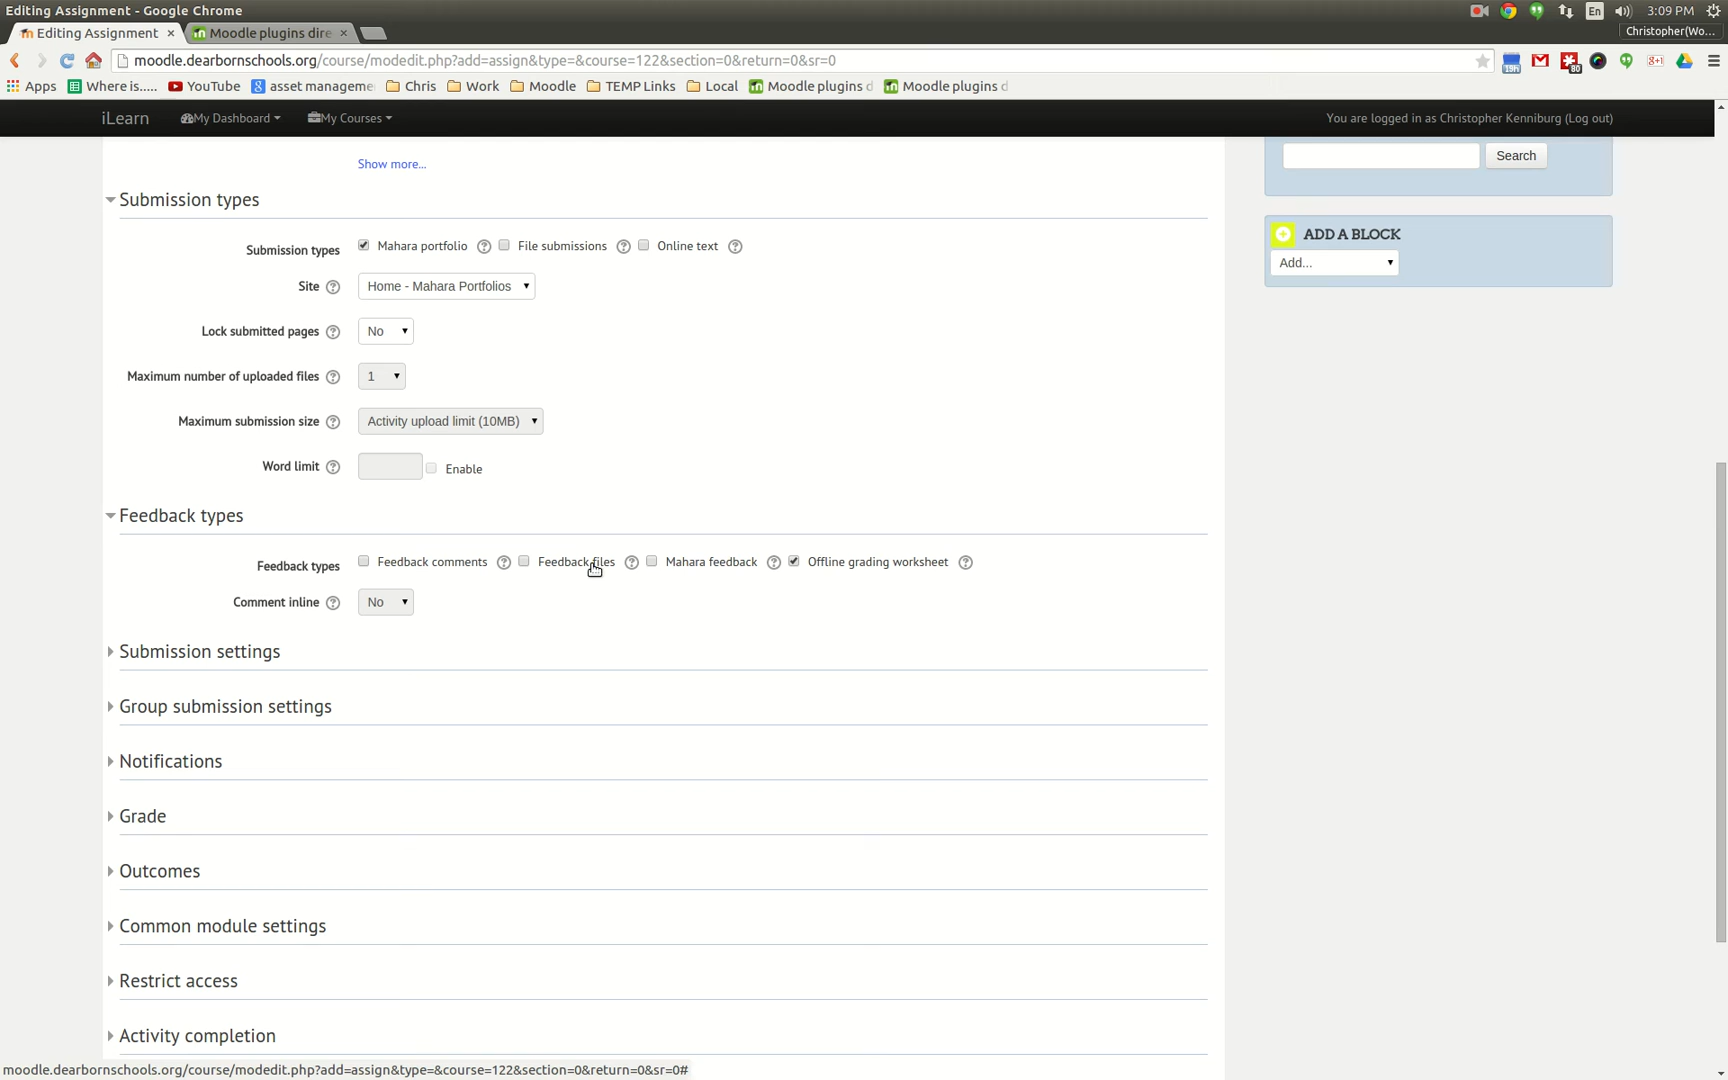 Editing Assignment - Google Chrome
En
3:09 PM
Editing Assignment ×
Moodle plugins dire ×
Christopher(Wo...
moodle.dearbornschools.org/course/modedit.php?add=assign&type=&course=122&section=0&return=0&sr=0
19h
80
g+1
Apps
Where is.....
YouTube
asset manageme
Chris
Work
Moodle
TEMP Links
Local
Moodle plugins d
Moodle plugins d
iLearn
My Dashboard
My Courses
You are logged in as Christopher Kenniburg (Log out)
Show more...
Search
Submission types
Submission types
Mahara portfolio
File submissions
Online text
ADD A BLOCK
Add...
Site
Home - Mahara Portfolios
Lock submitted pages
No
Maximum number of uploaded files
1
Maximum submission size
Activity upload limit (10MB)
Word limit
Enable
Feedback types
Feedback types
Feedback comments
Feedback files
Mahara feedback
Offline grading worksheet
Comment inline
No
Submission settings
Group submission settings
Notifications
Grade
Outcomes
Common module settings
Restrict access
Activity completion
moodle.dearbornschools.org/course/modedit.php?add=assign&type=&course=122&section=0&return=0&sr=0#